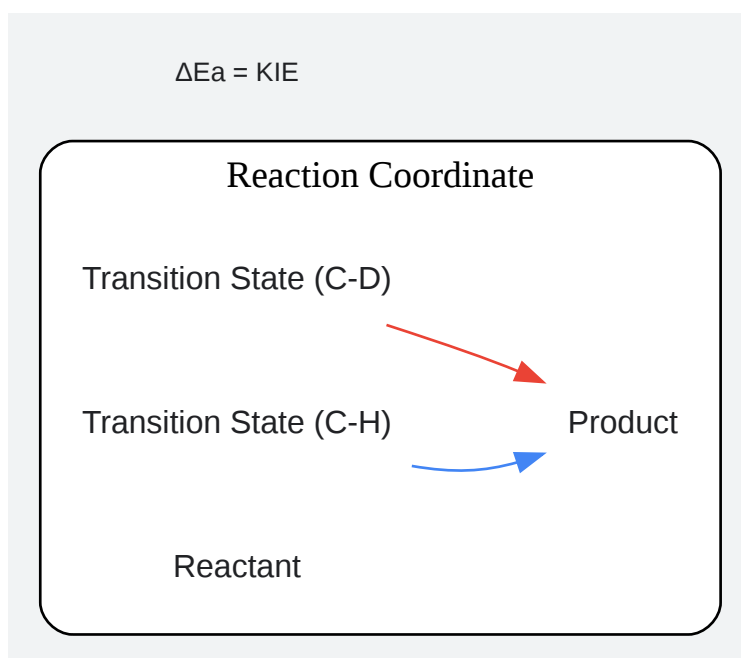 ΔEa = KIE
Reaction Coordinate
Transition State (C-D)
Transition State (C-H)
Product
Reactant